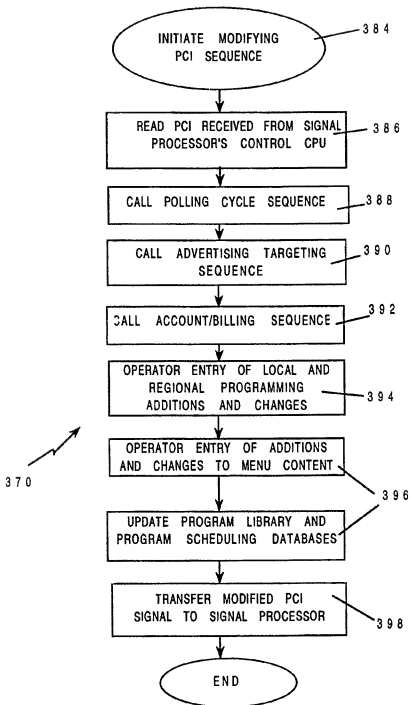 INITIATE MODIFYING
PCI SEQUENCE
384
READ PCI RECEIVED FROM SIGNAL
PROCESSOR'S CONTROL CPU
386
CALL POLLING CYCLE SEQUENCE
388
CALL ADVERTISING TARGETING
SEQUENCE
390
CALL ACCOUNT/BILLING SEQUENCE
392
OPERATOR ENTRY OF LOCAL AND
REGIONAL PROGRAMMING
ADDITIONS AND CHANGES
394
370
OPERATOR ENTRY OF ADDITIONS
AND CHANGES TO MENU CONTENT
396
UPDATE PROGRAM LIBRARY AND
PROGRAM SCHEDULING DATABASES
TRANSFER MODIFIED PCI
SIGNAL TO SIGNAL PROCESSOR
398
END